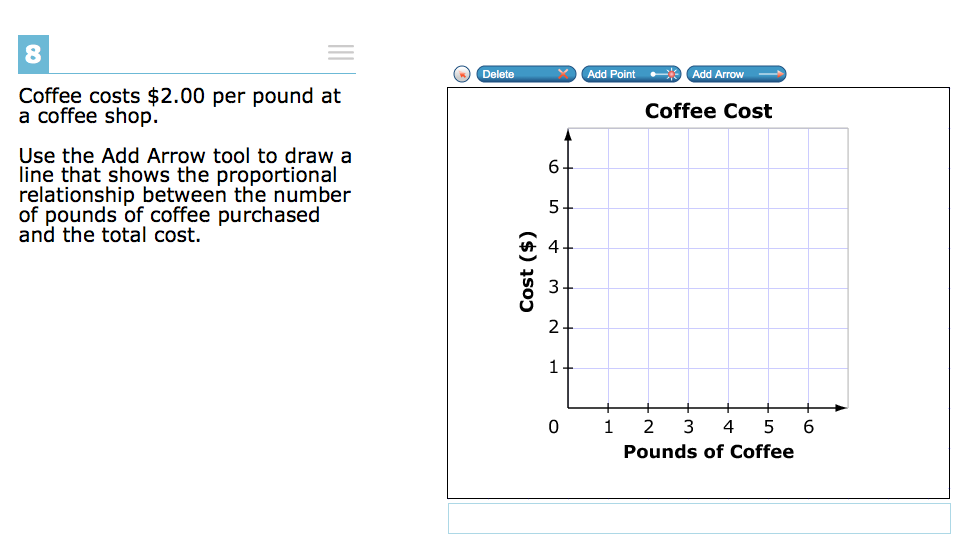 8
Coffee costs $2.00 per pound at
a coffee shop.
Use the Add Arrow tool to draw a
line that shows the proportional
relationship between the number
of pounds of coffee purchased
and the total cost.
Delete
Add Point
Add Arrow
Coffee Cost
Cost ($)
6
5
4
3
2
1
0 1 2 3 4 5 6
Pounds of Coffee